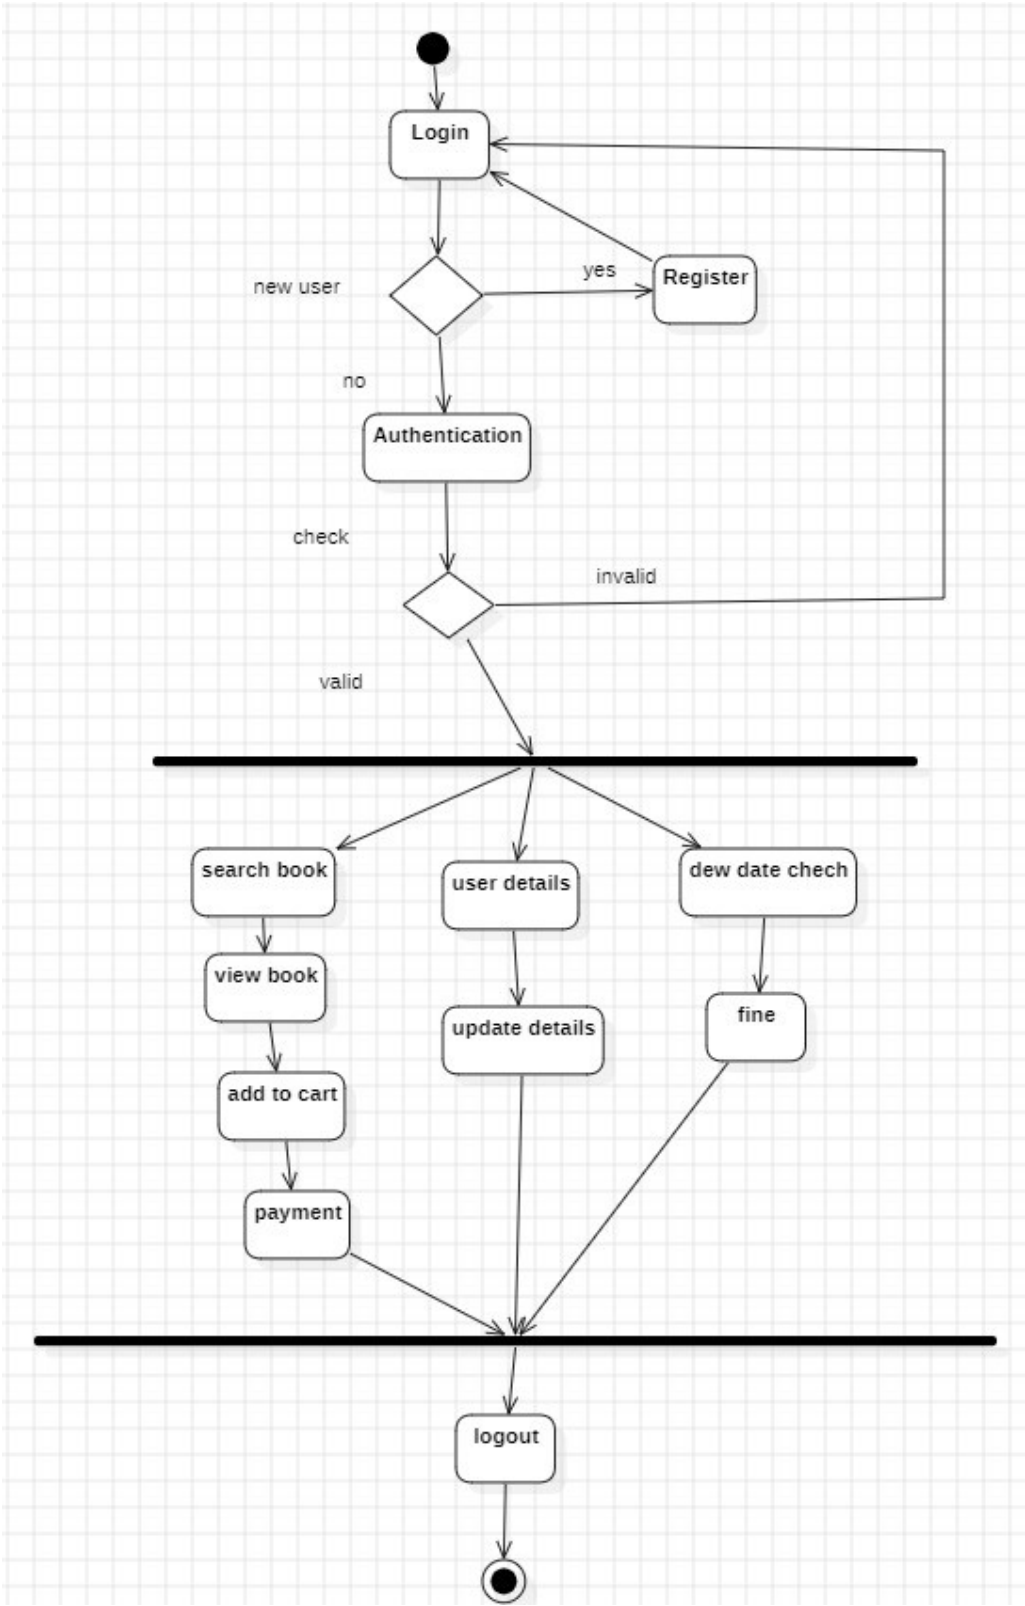 Login
new user
yes
Register
no
Authentication
check
invalid
valid
search book
user details
dew date chech
view book
update details
fine
add to cart
payment
logout